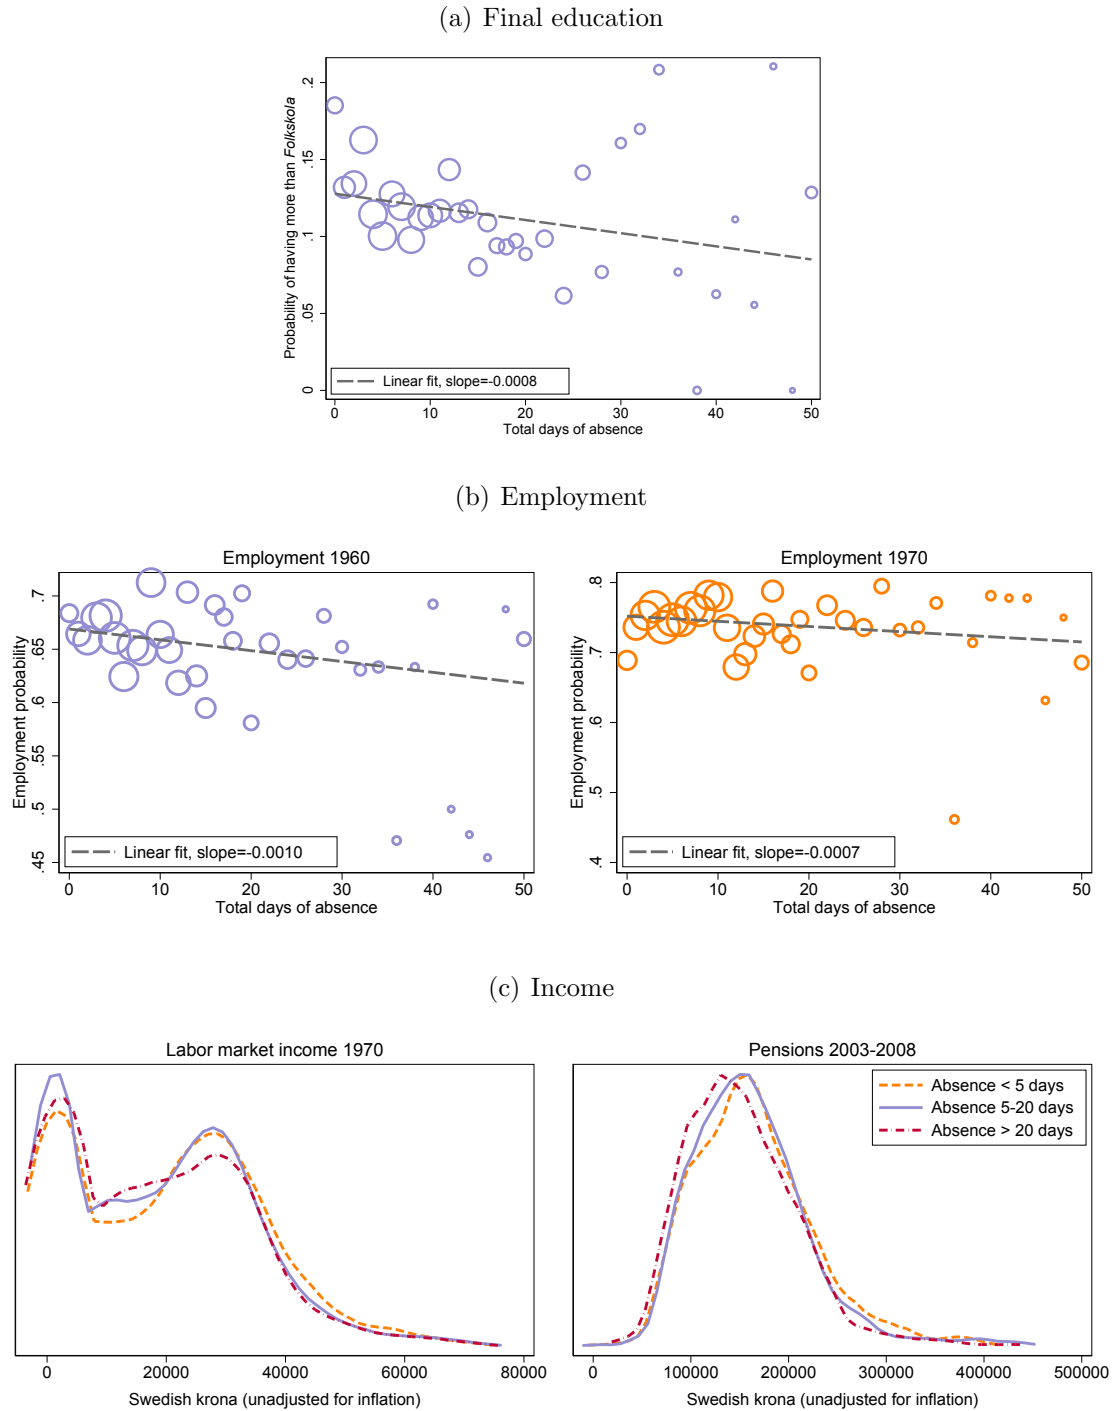 (a) Final education
Probability of having more than Folkskola
.2
.15
.1
.05
0
Linear fit, slope=-0.0008
0 10 20 30 40 50
Total days of absence
(b) Employment
Employment 1960
Employment probability
.7
.65
.6
.55
.5
.45
Linear fit, slope=-0.0010
0 10 20 30 40 50
Total days of absence
Employment 1970
Employment probability
.8
.7
.6
.5
.4
Linear fit, slope=-0.0007
0 10 20 30 40 50
Total days of absence
(c) Income
Labor market income 1970
0 20000 40000 60000 80000
Swedish krona (unadjusted for inflation)
Pensions 2003-2008
Absence < 5 days
Absence 5-20 days
Absence > 20 days
0 100000 200000 300000 400000 500000
Swedish krona (unadjusted for inflation)